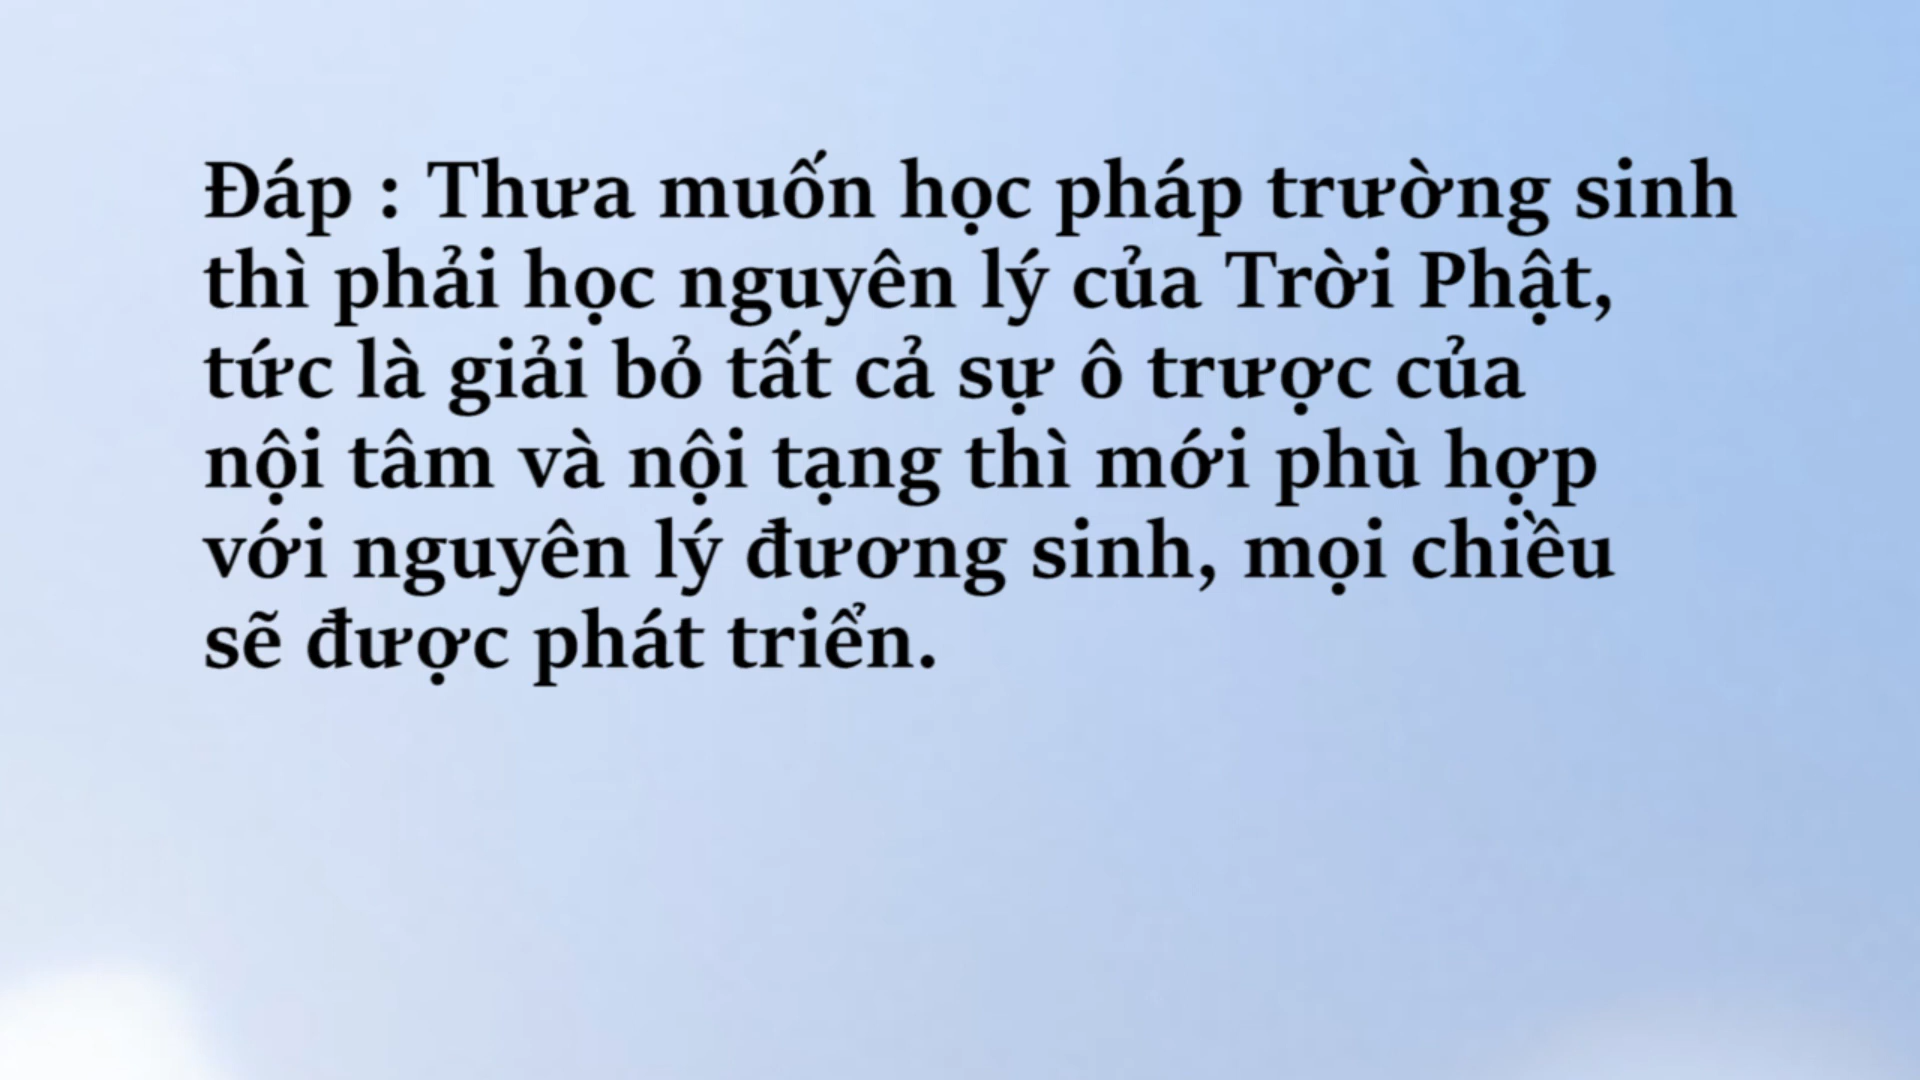 Đáp : Thưa muốn học pháp trường sinh
thì phải học nguyên lý của Trời Phật,
tức là giải bỏ tất cả sự ô trược của
nội tâm và nội tạng thì mới phù hợp
với nguyên lý đương sinh, mọi chiều
sẽ được phát triển.